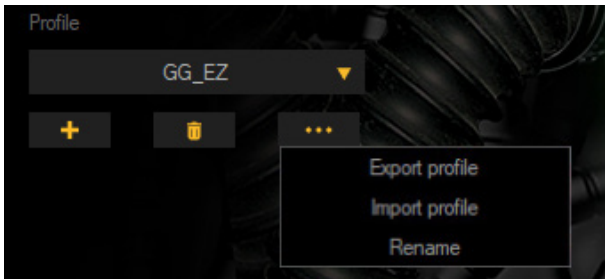 Profile
GG_EZ
Export profile
Import profile
Rename